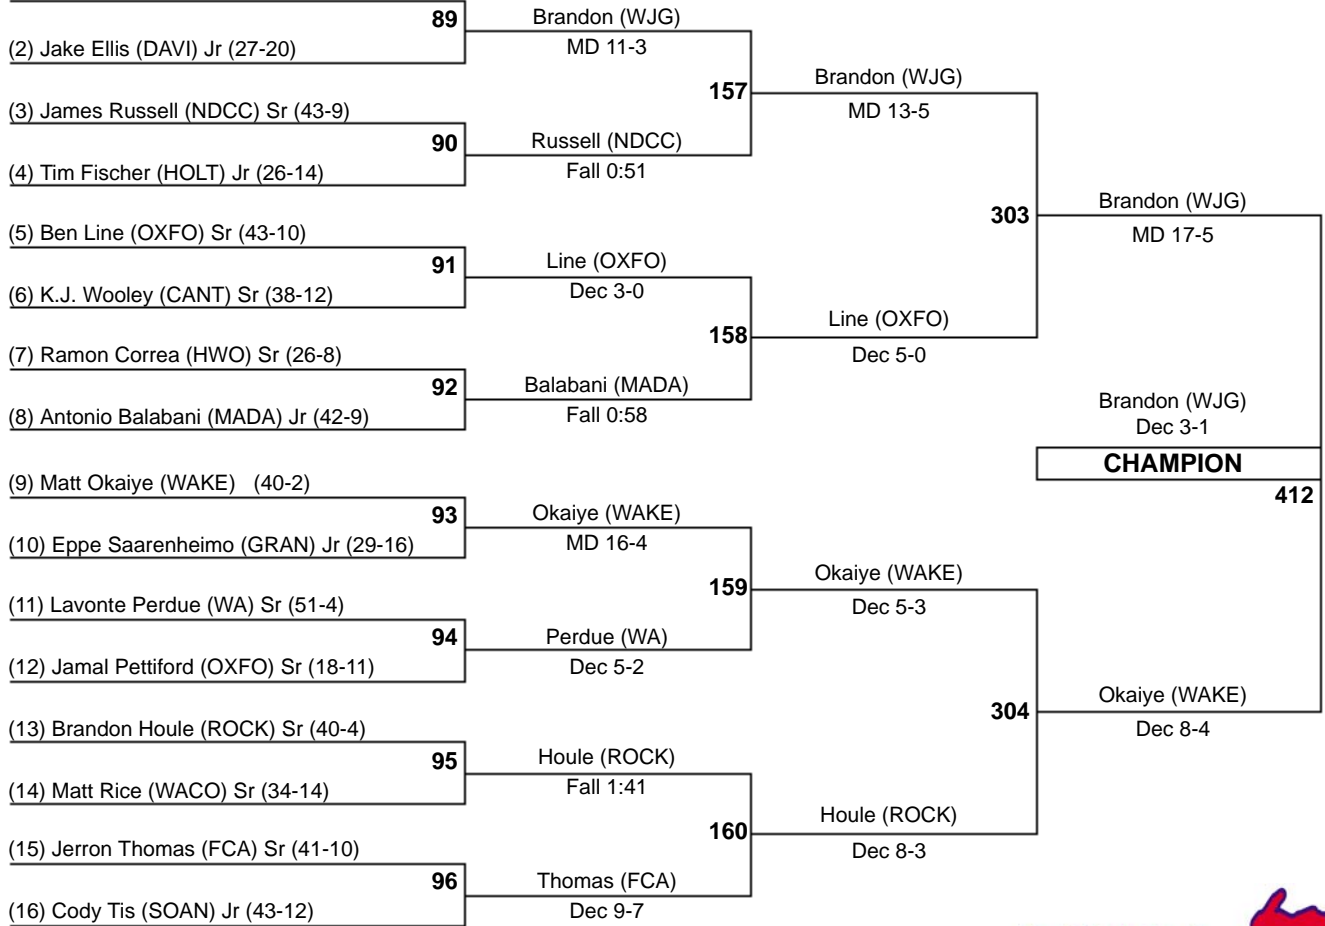 89
Brandon (WJG)
MD 11-3
(2) Jake Ellis (DAVI) Jr (27-20)
157
Brandon (WJG)
MD 13-5
(3) James Russell (NDCC) Sr (43-9)
90
Russell (NDCC)
Fall 0:51
(4) Tim Fischer (HOLT) Jr (26-14)
303
Brandon (WJG)
MD 17-5
(5) Ben Line (OXFO) Sr (43-10)
91
Line (OXFO)
Dec 3-0
(6) K.J. Wooley (CANT) Sr (38-12)
158
Line (OXFO)
Dec 5-0
(7) Ramon Correa (HWO) Sr (26-8)
92
Balabani (MADA)
Fall 0:58
(8) Antonio Balabani (MADA) Jr (42-9)
Brandon (WJG)
Dec 3-1
CHAMPION
412
(9) Matt Okaiye (WAKE) (40-2)
93
Okaiye (WAKE)
MD 16-4
(10) Eppe Saarenheimo (GRAN) Jr (29-16)
159
Okaiye (WAKE)
Dec 5-3
(11) Lavonte Perdue (WA) Sr (51-4)
94
Perdue (WA)
Dec 5-2
(12) Jamal Pettiford (OXFO) Sr (18-11)
304
Okaiye (WAKE)
Dec 8-4
(13) Brandon Houle (ROCK) Sr (40-4)
95
Houle (ROCK)
Fall 1:41
(14) Matt Rice (WACO) Sr (34-14)
160
Houle (ROCK)
Dec 8-3
(15) Jerron Thomas (FCA) Sr (41-10)
96
Thomas (FCA)
Dec 9-7
(16) Cody Tis (SOAN) Jr (43-12)